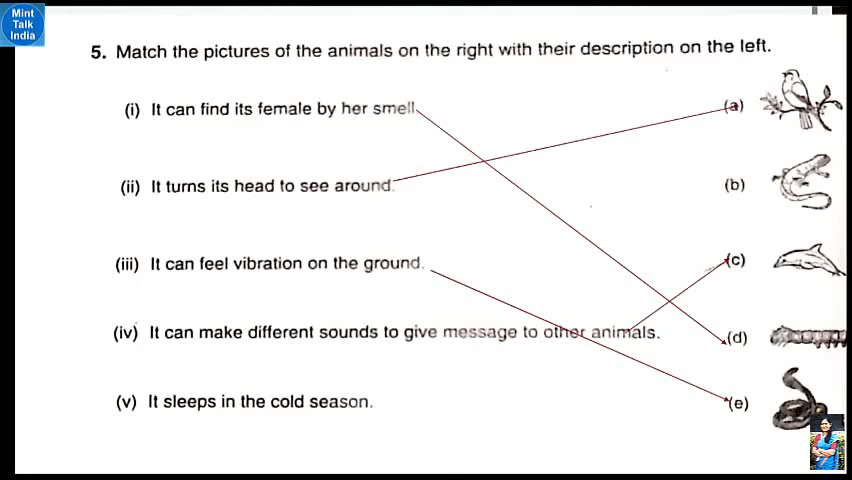 Mint
Talk
India
5. Match the pictures of the animals on the right with their description on the left.
(i) It can find its female by her smell. (a)
(ii) It turns its head to see around. (b)
(iii) It can feel vibration on the ground. (c)
(iv) It can make different sounds to give message to other animals. (d)
(v) It sleeps in the cold season. (e)